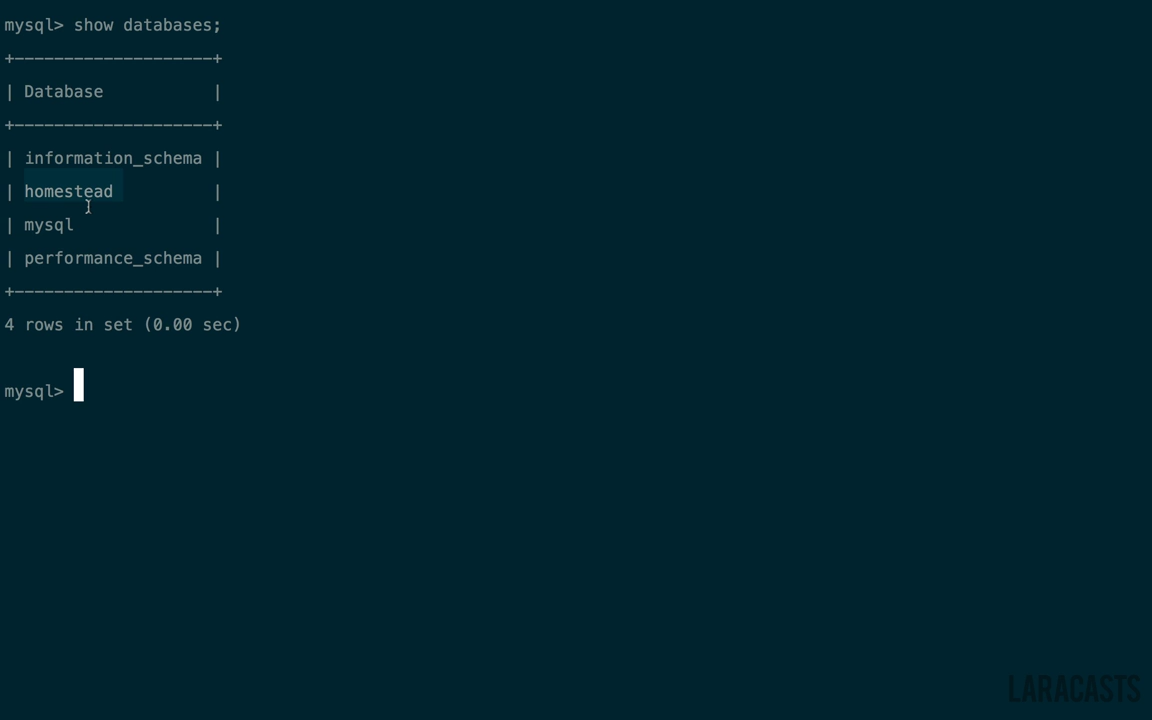 mysql> show databases;
+--------------------+
| Database           |
+--------------------+
| information_schema |
| homestead          |
| mysql              |
| performance_schema |
+--------------------+
4 rows in set (0.00 sec)
mysql>
LARACASTS